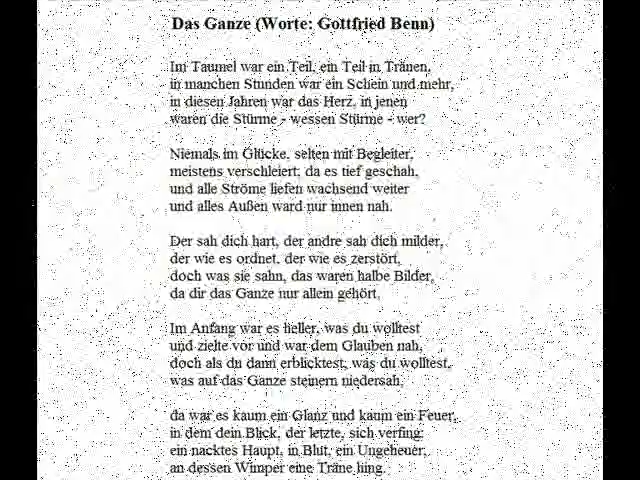 Das Ganze (Worte: Gottfried Benn)
Im Taumel war ein Teil, ein Teil in Tränen,
in manchen Stunden war ein Schein und mehr,
in diesen Jahren war das Herz, in jenen
waren die Stürme - wessen Stürme - wer?
Niemals im Glücke, selten mit Begleiter,
meistens verschleiert, da es tief geschah,
und alle Ströme liefen wachsend weiter
und alles Außen ward nur innen nah.
Der sah dich hart, der andre sah dich milder,
der wie es ordnet, der wie es zerstört,
doch was sie sahn, das waren halbe Bilder,
da dir das Ganze nur allein gehört.
Im Anfang war es heller, was du wolltest
und zielte vor und war dem Glauben nah,
doch als du dann erblicktest, was du wolltest,
was auf das Ganze steinern niedersah,
da war es kaum ein Glanz und kaum ein Feuer,
in dem dein Blick, der letzte, sich verfing:
ein nacktes Haupt, in Blut, ein Ungeheuer,
an dessen Wimper eine Träne hing.